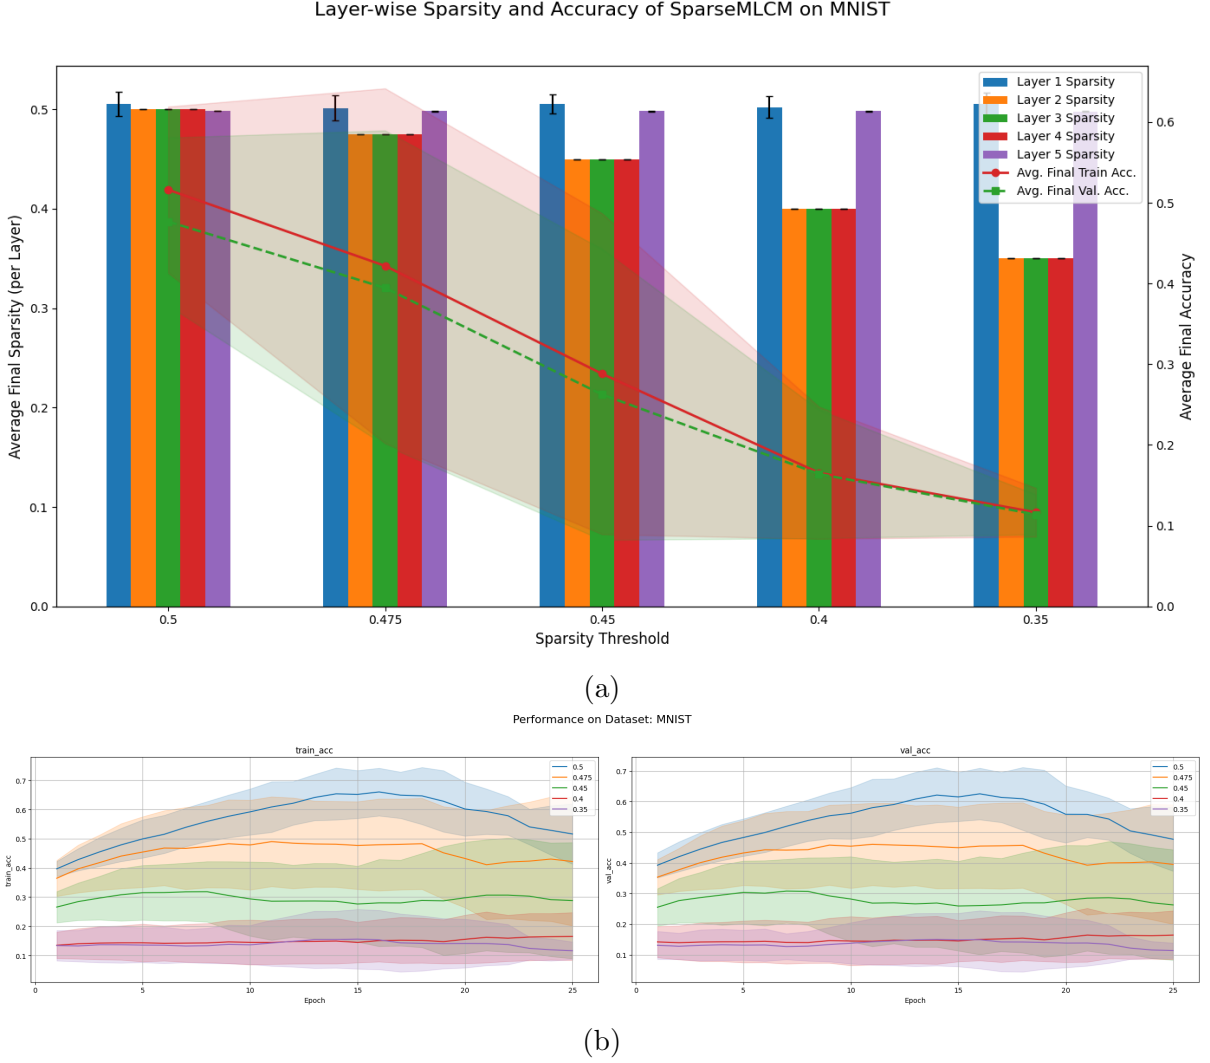 Layer-wise Sparsity and Accuracy of SparseMLCM on MNIST
Average Final Sparsity (per Layer)
0.5
0.4
0.3
0.2
0.1
0.0
Layer 1 Sparsity
Layer 2 Sparsity
Layer 3 Sparsity
Layer 4 Sparsity
Layer 5 Sparsity
Avg. Final Train Acc.
Avg. Final Val. Acc.
0.6
0.5
0.4
0.3
0.2
0.1
0.0
Average Final Accuracy
0.5 0.475 0.45 0.4 0.35
Sparsity Threshold
(a)
Performance on Dataset: MNIST
train_acc
train_acc
0.7
0.6
0.5
0.4
0.3
0.2
0.1
0.5
0.475
0.45
0.4
0.35
0 5 10 15 20 25
Epoch
val_acc
val_acc
0.7
0.6
0.5
0.4
0.3
0.2
0.1
0.5
0.475
0.45
0.4
0.35
0 5 10 15 20 25
Epoch
(b)